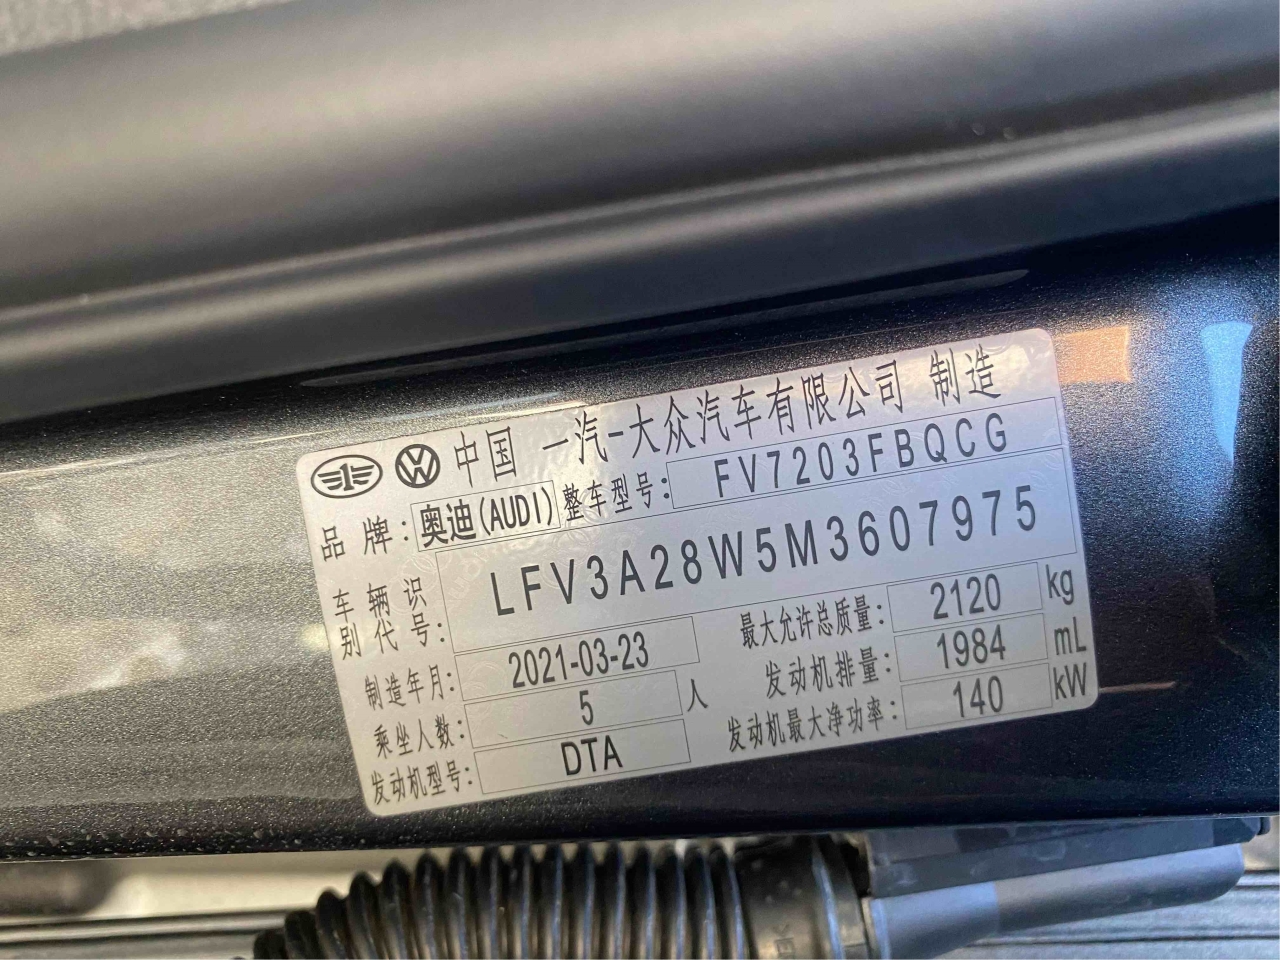 中国 一汽-大众汽车有限公司 制造
品牌: 奥迪(AUDI) 整车型号: FV7203FBQCG
车辆识别代号: LFV3A28W5M3607975
制造年月: 2021-03-23 最大允许总质量: 2120 kg
乘坐人数: 5 人 发动机排量: 1984 mL
发动机型号: DTA 发动机最大净功率: 140 kW